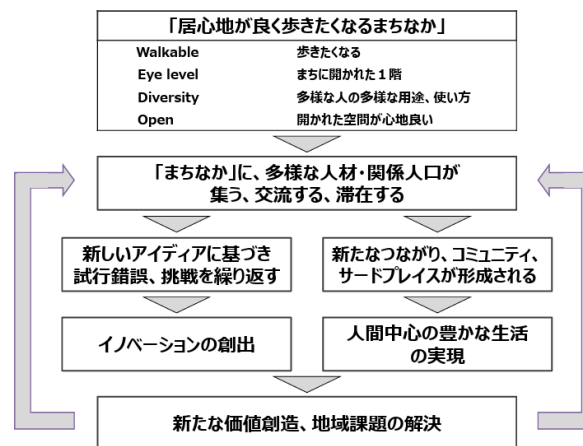 「居心地が良く歩きたくなるまちなか」
Walkable 歩きたくなる
Eye level まちに開かれた1階
Diversity 多様な人の多様な用途、使い方
Open 開かれた空間が心地良い
「まちなか」に、多様な人材・関係人口が
集う、交流する、滞在する
新しいアイディアに基づき
試行錯誤、挑戦を繰り返す
新たなつながり、コミュニティ、
サードプレイスが形成される
イノベーションの創出
人間中心の豊かな生活
の実現
新たな価値創造、地域課題の解決